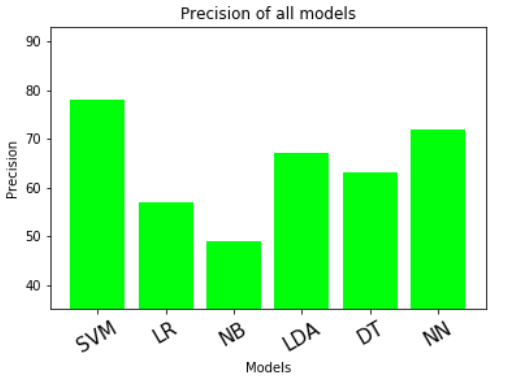 Precision of all models
90
80
70
60
50
40
Precision
SVM LR NB LDA DT NN
Models